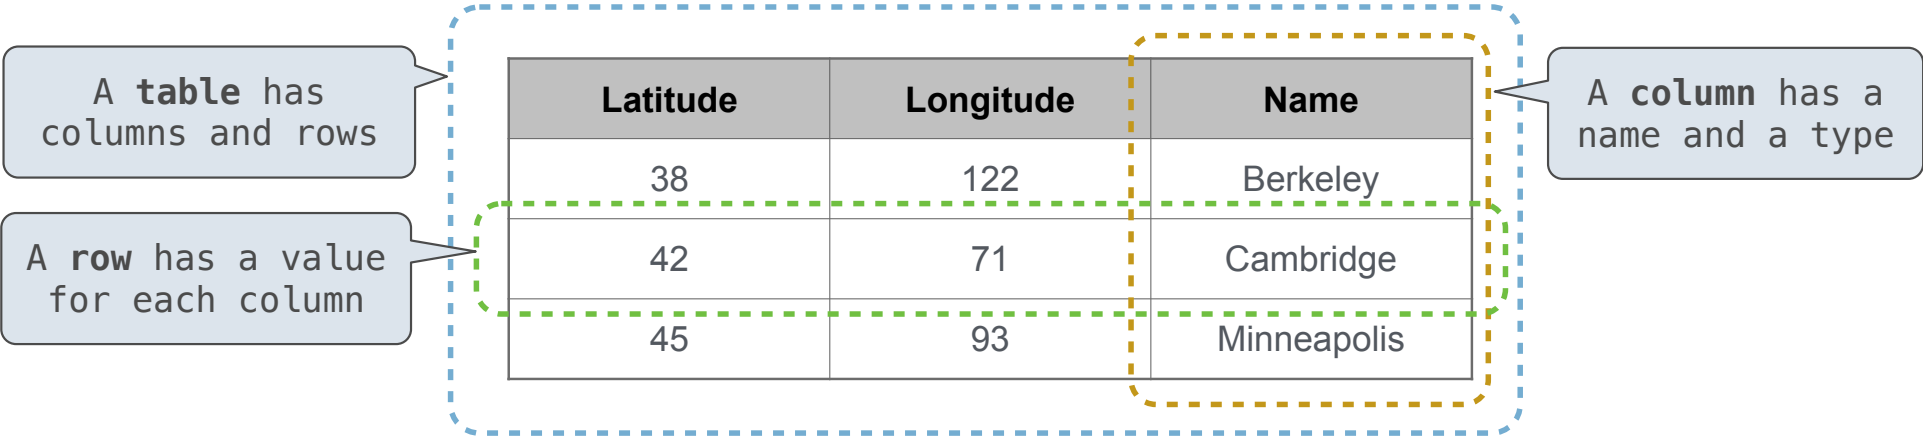 A table has
columns and rows
A row has a value
for each column
Latitude Longitude Name
38 122 Berkeley
42 71 Cambridge
45 93 Minneapolis
A column has a
name and a type